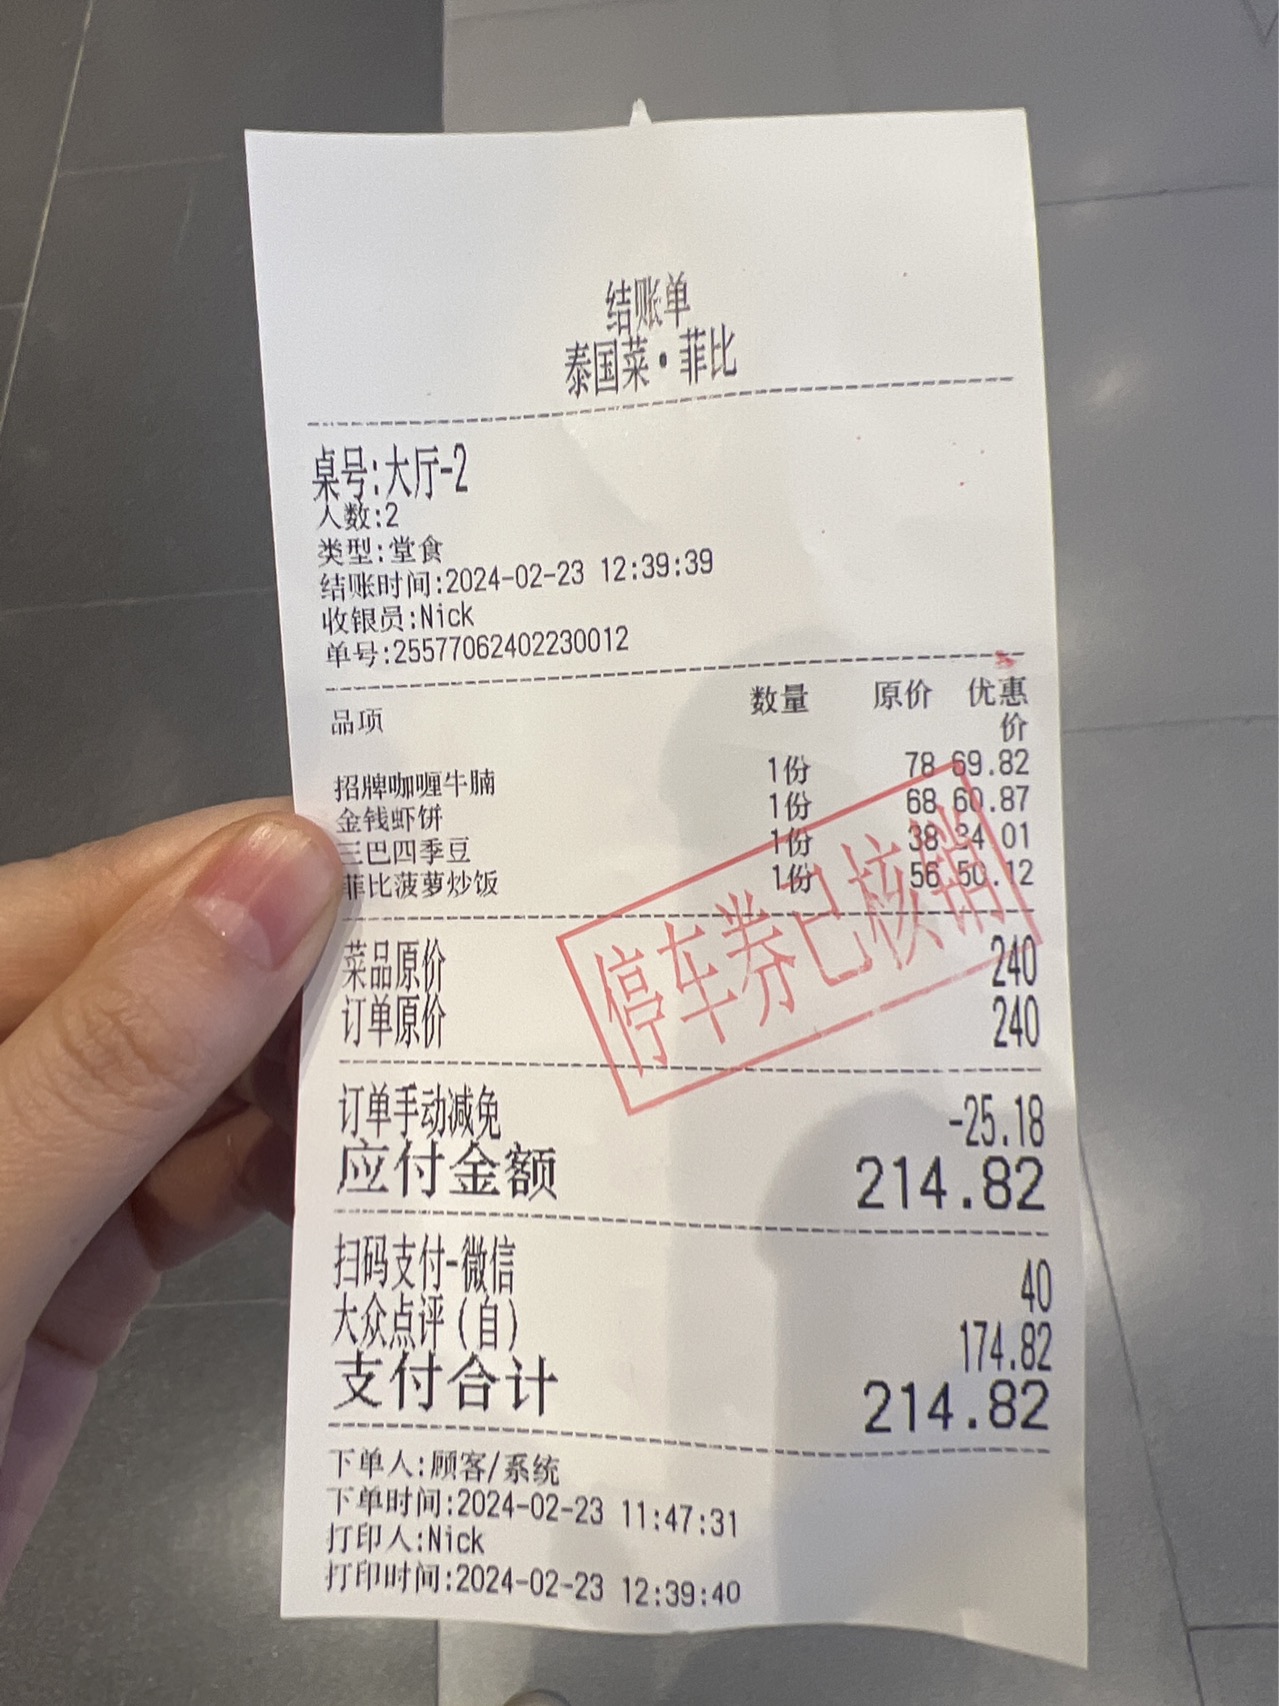 结账单
泰国菜·菲比
桌号:大厅-2
人数:2
类型:堂食
结账时间:2024-02-23 12:39:39
收银员:Nick
单号:25577062402230012
品项 数量 原价 优惠价
招牌咖喱牛腩 1份 78 69.82
金钱虾饼 1份 68 60.87
三巴四季豆 1份 38 34.01
菲比菠萝炒饭 1份 56 50.12
停车券已核销
菜品原价 240
订单原价 240
订单手动减免 -25.18
应付金额 214.82
扫码支付-微信 40
大众点评(自) 174.82
支付合计 214.82
下单人:顾客/系统
下单时间:2024-02-23 11:47:31
打印人:Nick
打印时间:2024-02-23 12:39:40